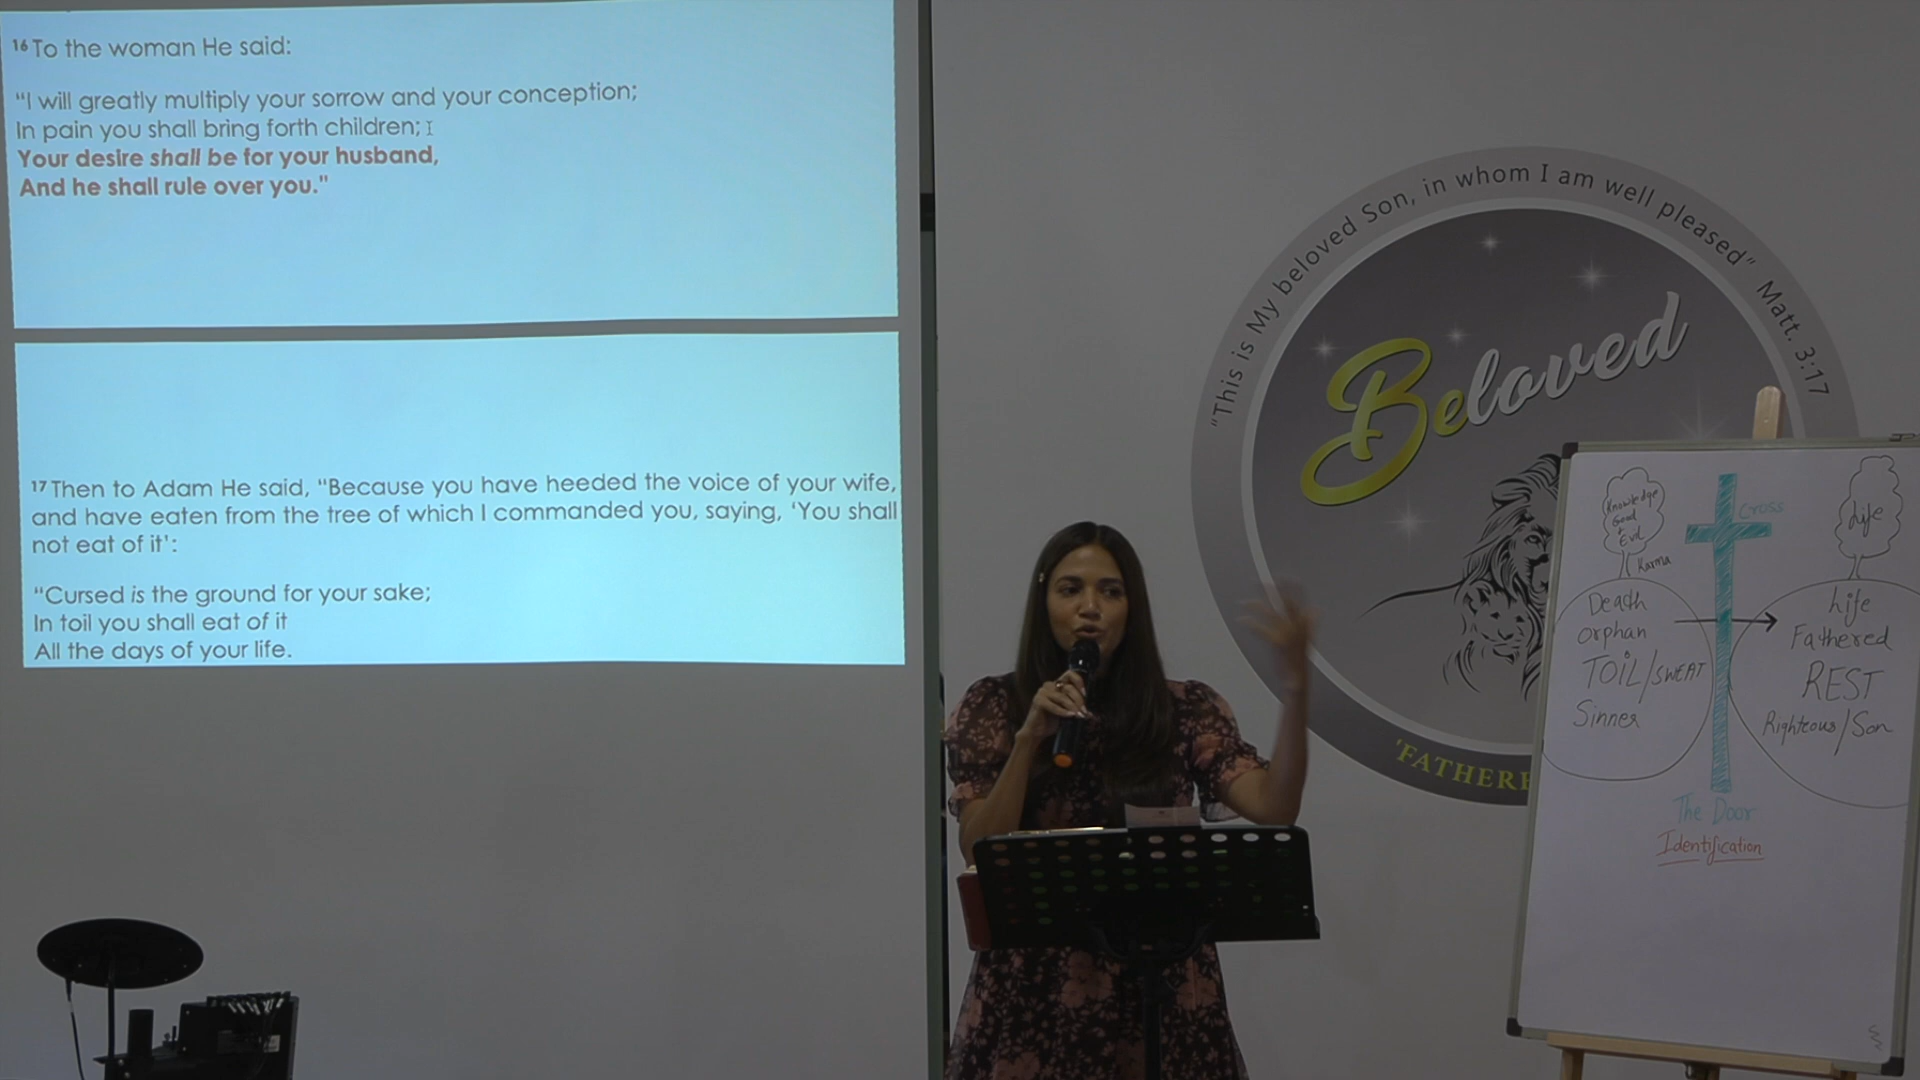 16 To the woman He said:
“I will greatly multiply your sorrow and your conception;
In pain you shall bring forth children;
Your desire shall be for your husband,
And he shall rule over you."
17 Then to Adam He said, “Because you have heeded the voice of your wife,
and have eaten from the tree of which I commanded you, saying, ‘You shall
not eat of it’:
“Cursed is the ground for your sake;
In toil you shall eat of it
All the days of your life.
"This is My beloved Son, in whom I am well pleased" Matt. 3:17
Beloved
'FATHERE
Knowledge
Good
+
Evil
Karma
Death
orphan
TOIL/SWEAT
Sinner
Cross
The Door
Identification
Life
Life
Fathered
REST
Righteous/Son